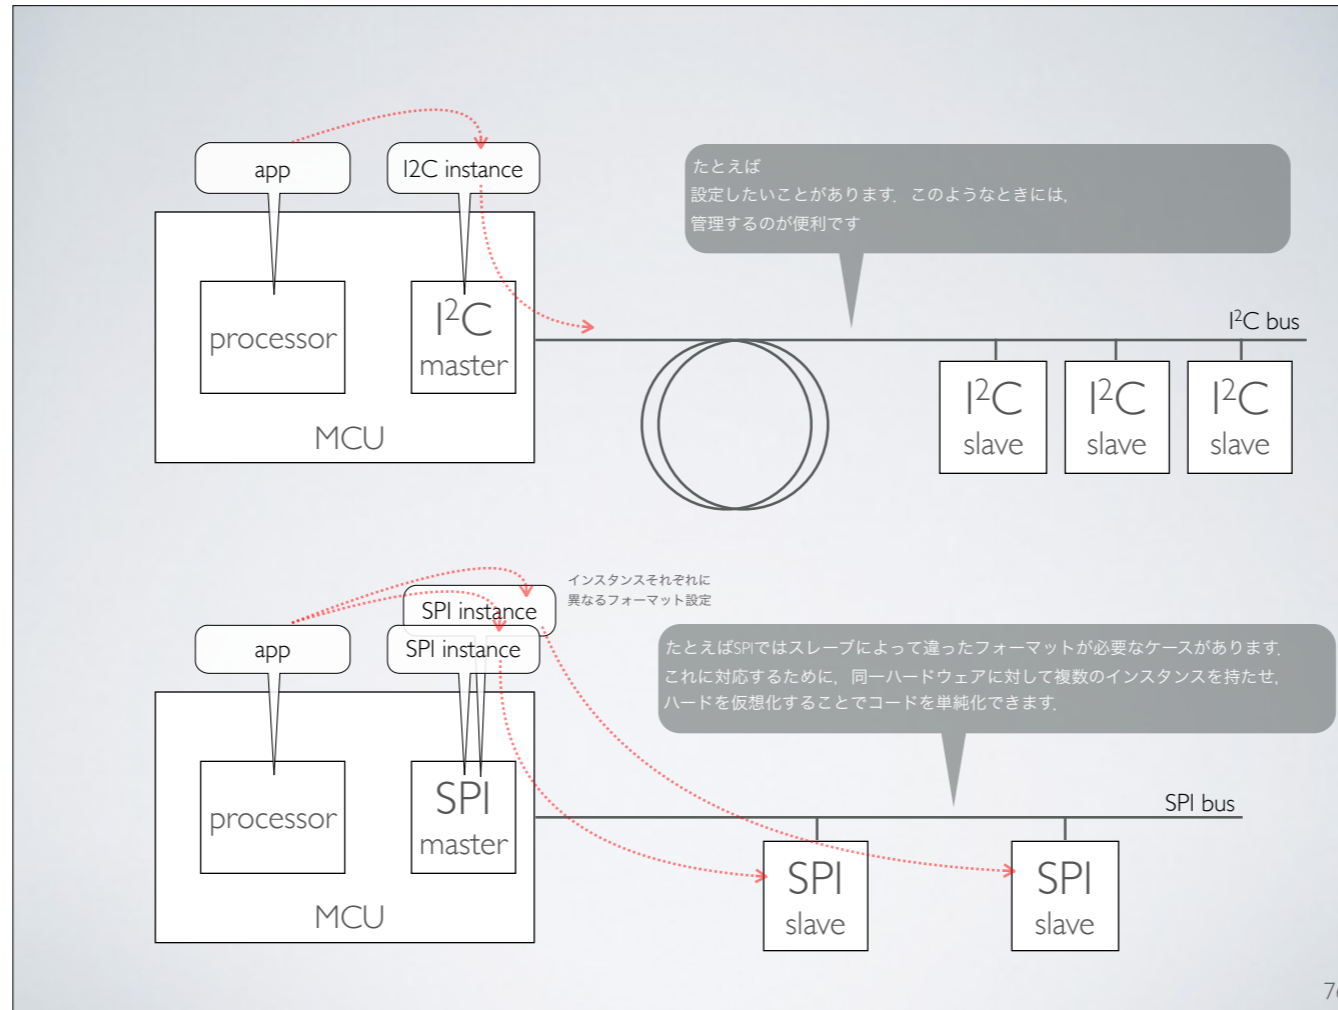 app
I2C instance
たとえば
設定したいことがあります．このようなときには，
管理するのが便利です
processor
I²C
master
MCU
I²C bus
I²C
slave
I²C
slave
I²C
slave
インスタンスそれぞれに
異なるフォーマット設定
SPI instance
app
SPI instance
たとえばSPIではスレーブによって違ったフォーマットが必要なケースがあります．
これに対応するために，同一ハードウェアに対して複数のインスタンスを持たせ，
ハードを仮想化することでコードを単純化できます．
processor
SPI
master
MCU
SPI bus
SPI
slave
SPI
slave